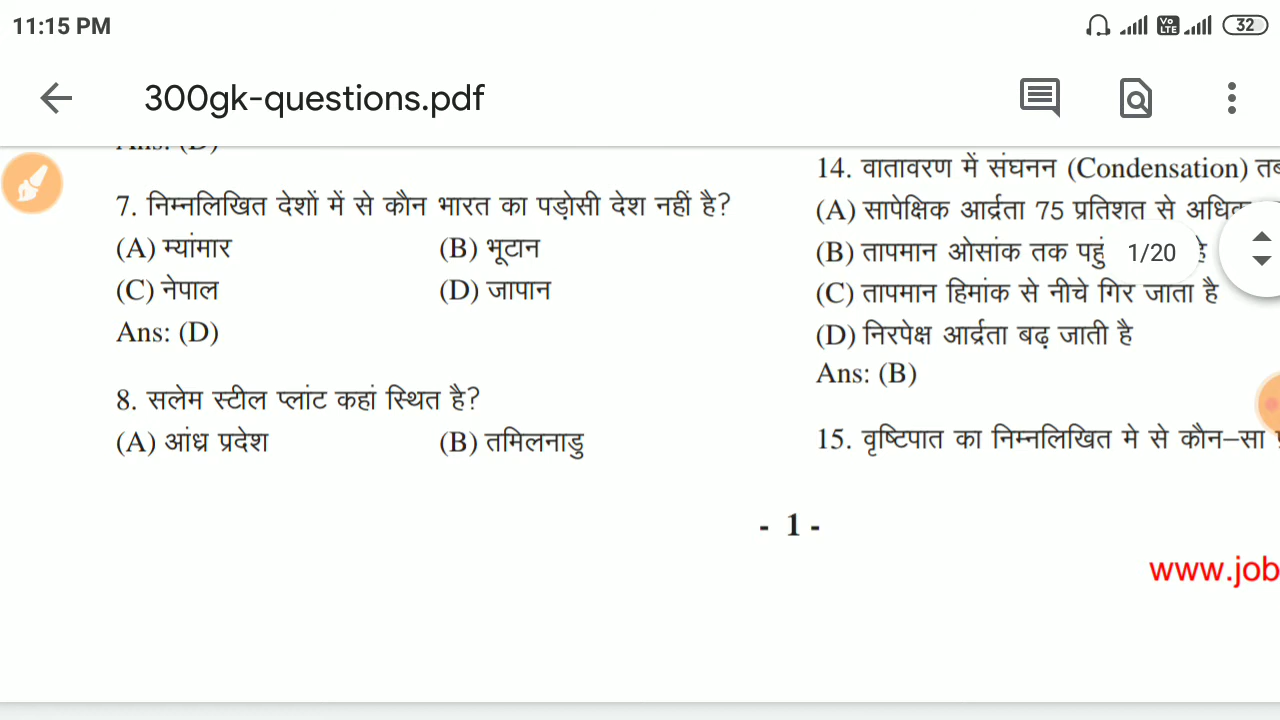 11:15 PM
Vo LTE
32
300gk-questions.pdf
7. निम्नलिखित देशों में से कौन भारत का पड़ोसी देश नहीं है?
(A) म्यांमार (B) भूटान
(C) नेपाल (D) जापान
Ans: (D)
8. सलेम स्टील प्लांट कहां स्थित है?
(A) आंध्र प्रदेश (B) तमिलनाडु
14. वातावरण में संघनन (Condensation)
(A) सापेक्षिक आर्द्रता 75 प्रतिशत से
(B) तापमान ओसांक तक
1/20
(C) तापमान हिमांक से नीचे गिर जाता है
(D) निरपेक्ष आर्द्रता बढ़ जाती है
Ans: (B)
15. वृष्टिपात का निम्नलिखित मे से कौन–सा
- 1 -
www.job